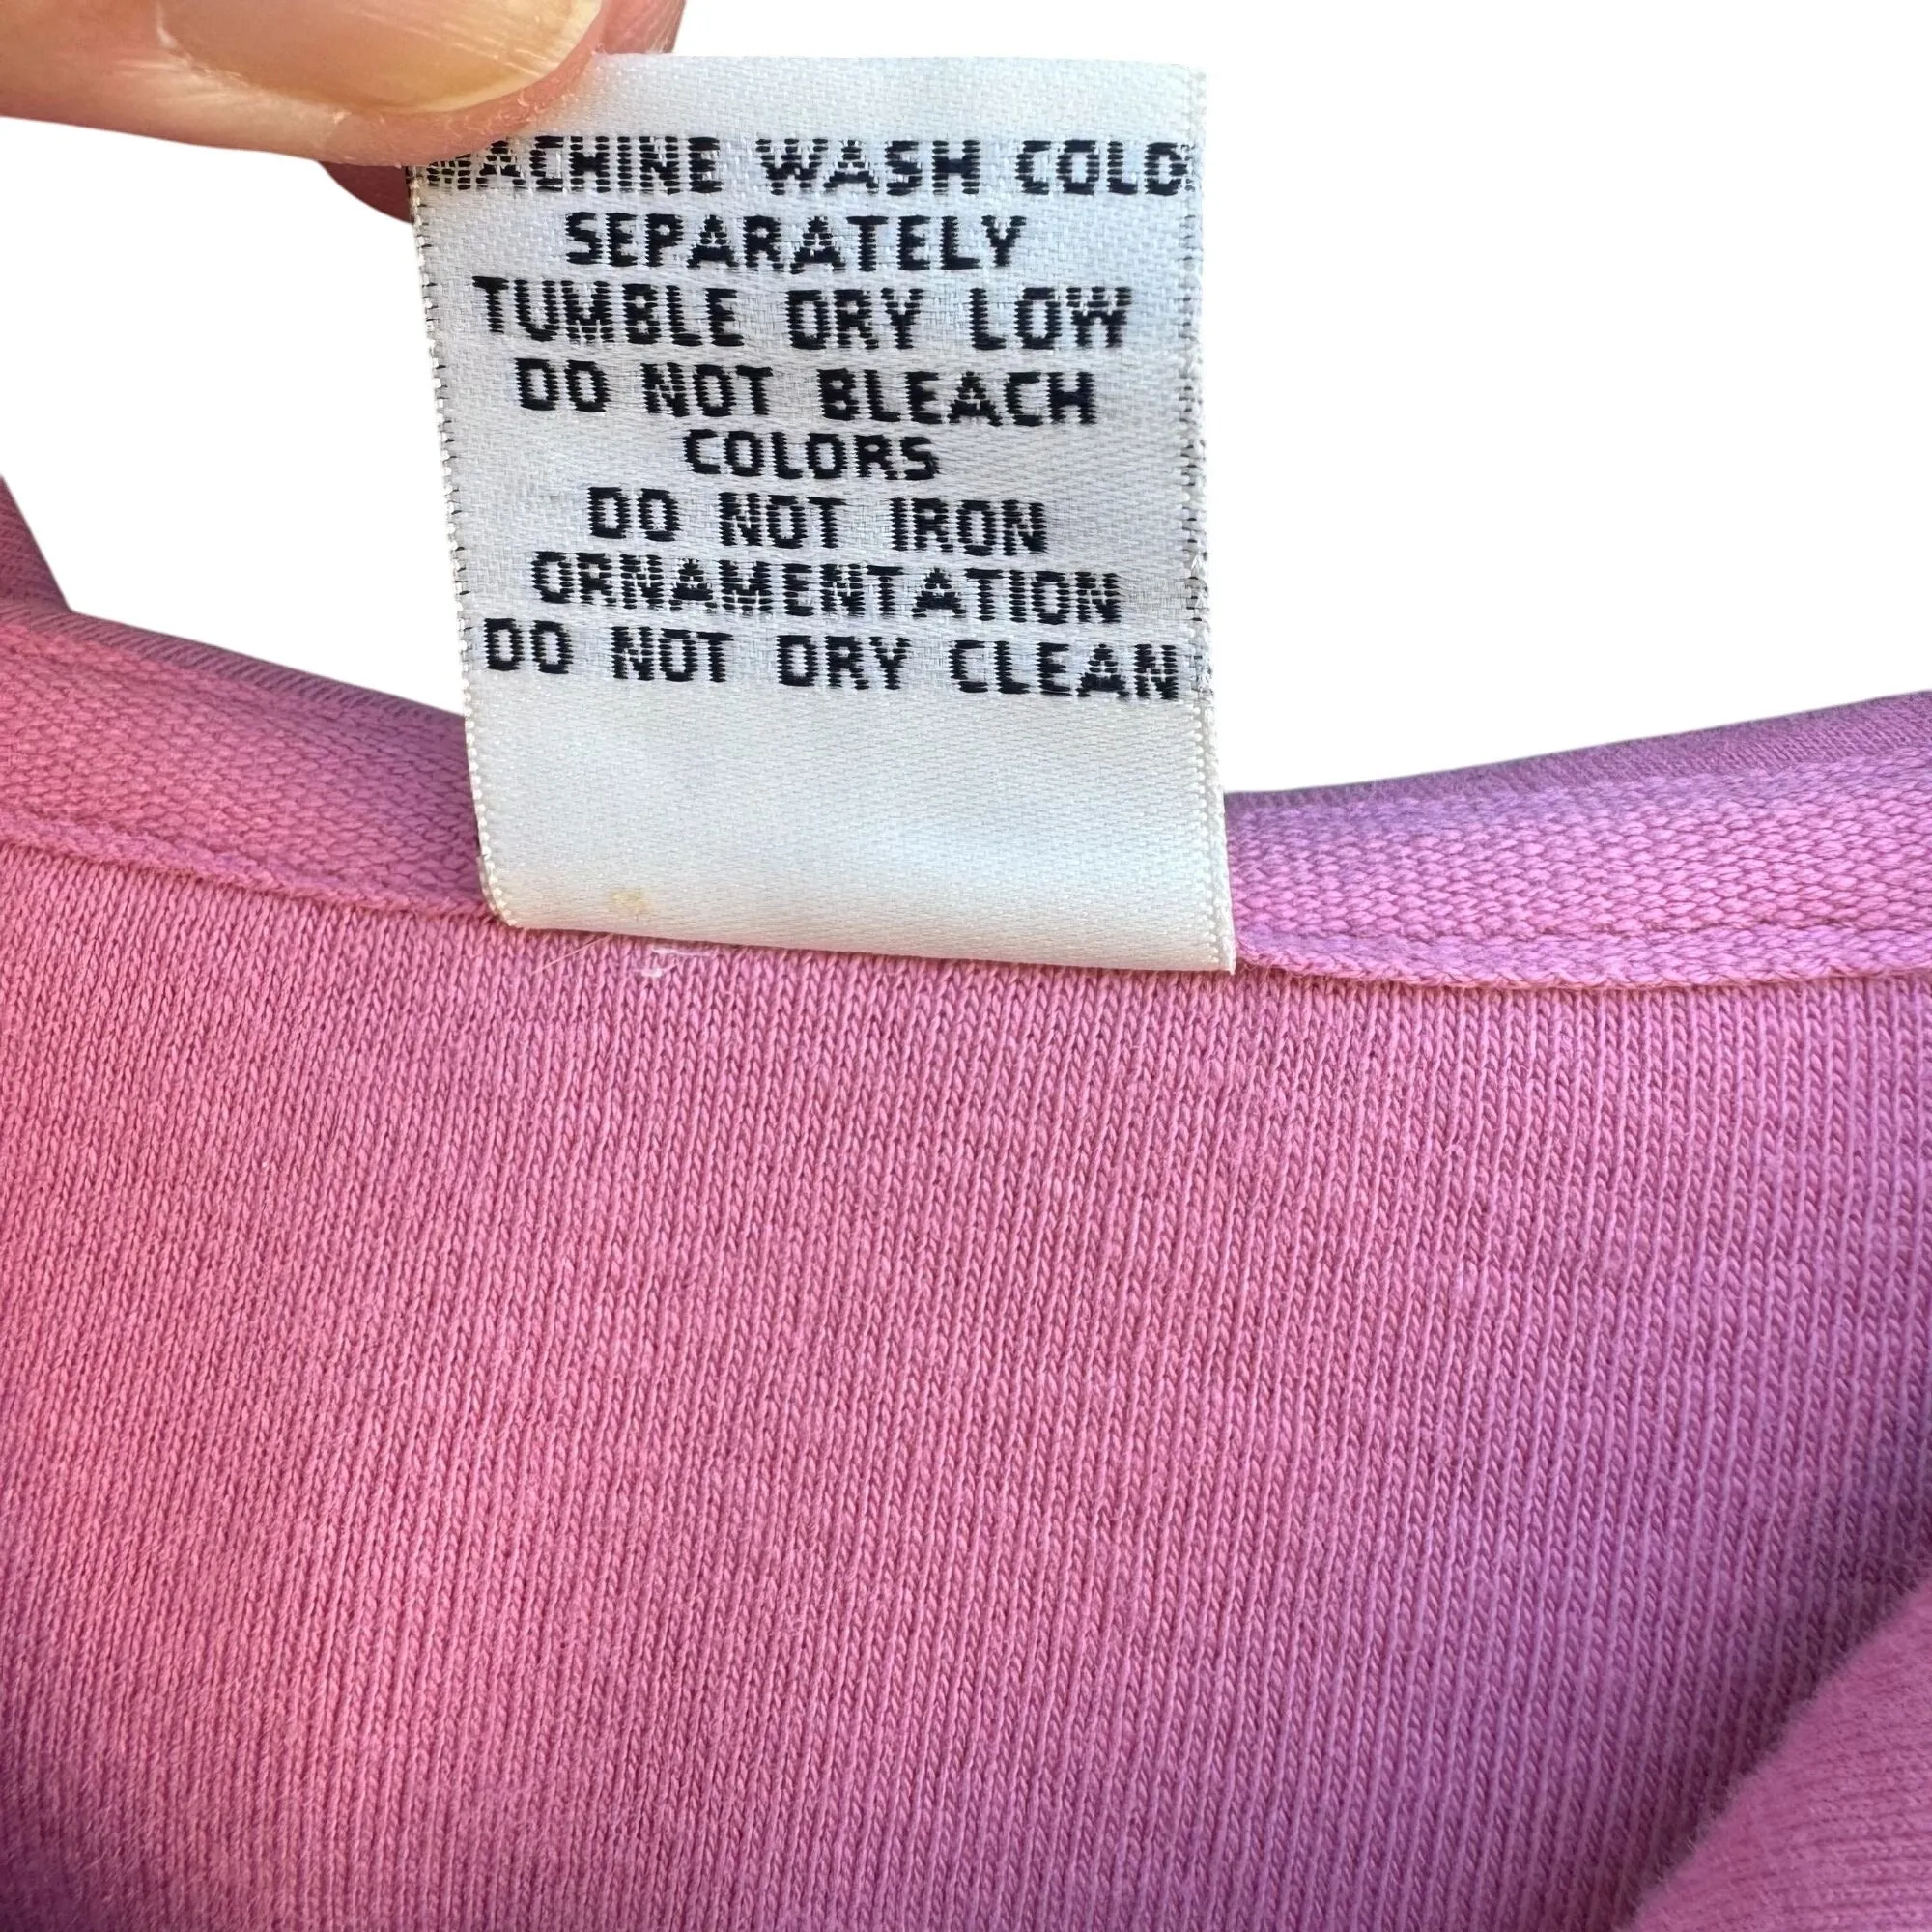 MACHINE WASH COLD
SEPARATELY
TUMBLE DRY LOW
DO NOT BLEACH
COLORS
DO NOT IRON
ORNAMENTATION
DO NOT DRY CLEAN